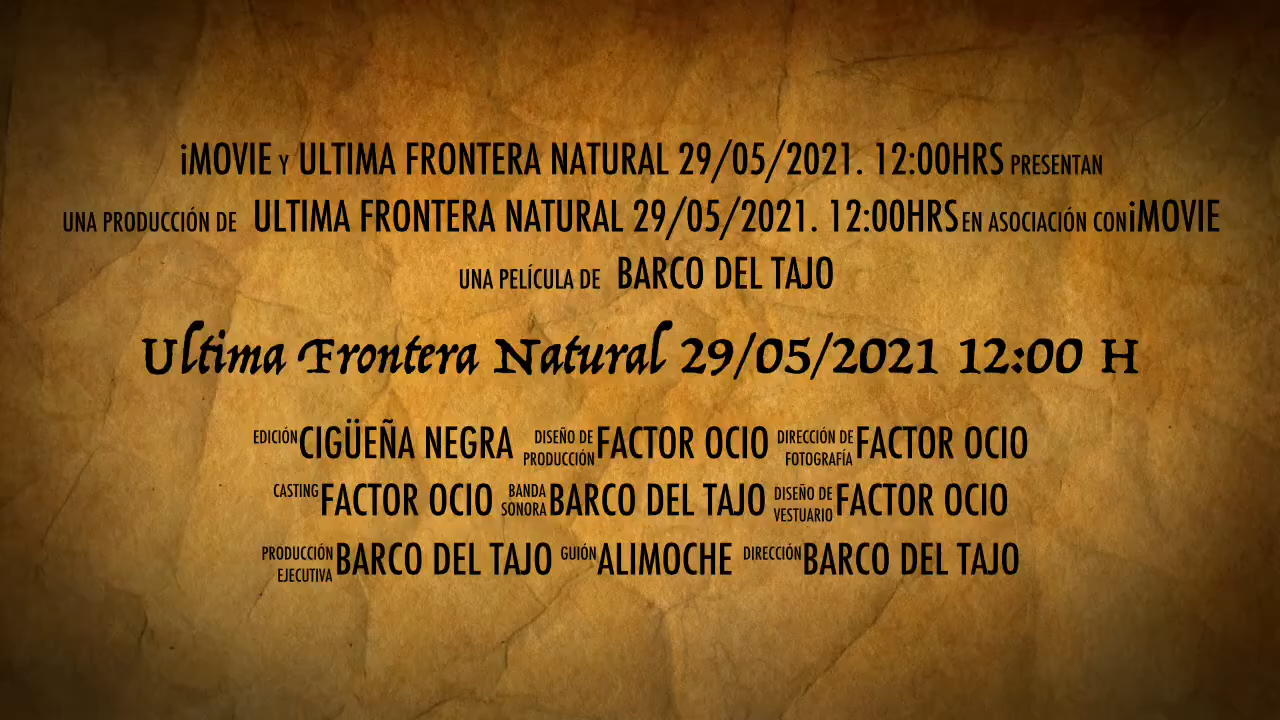 iMOVIE Y ULTIMA FRONTERA NATURAL 29/05/2021. 12:00HRS PRESENTAN
UNA PRODUCCIÓN DE ULTIMA FRONTERA NATURAL 29/05/2021. 12:00HRS EN ASOCIACIÓN CON iMOVIE
UNA PELÍCULA DE BARCO DEL TAJO
Ultima Frontera Natural 29/05/2021 12:00 H
EDICIÓN CIGÜEÑA NEGRA DISEÑO DE PRODUCCIÓN FACTOR OCIO DIRECCIÓN DE FOTOGRAFÍA FACTOR OCIO
CASTING FACTOR OCIO BANDA SONORA BARCO DEL TAJO DISEÑO DE VESTUARIO FACTOR OCIO
PRODUCCIÓN EJECUTIVA BARCO DEL TAJO GUIÓN ALIMOCHE DIRECCIÓN BARCO DEL TAJO